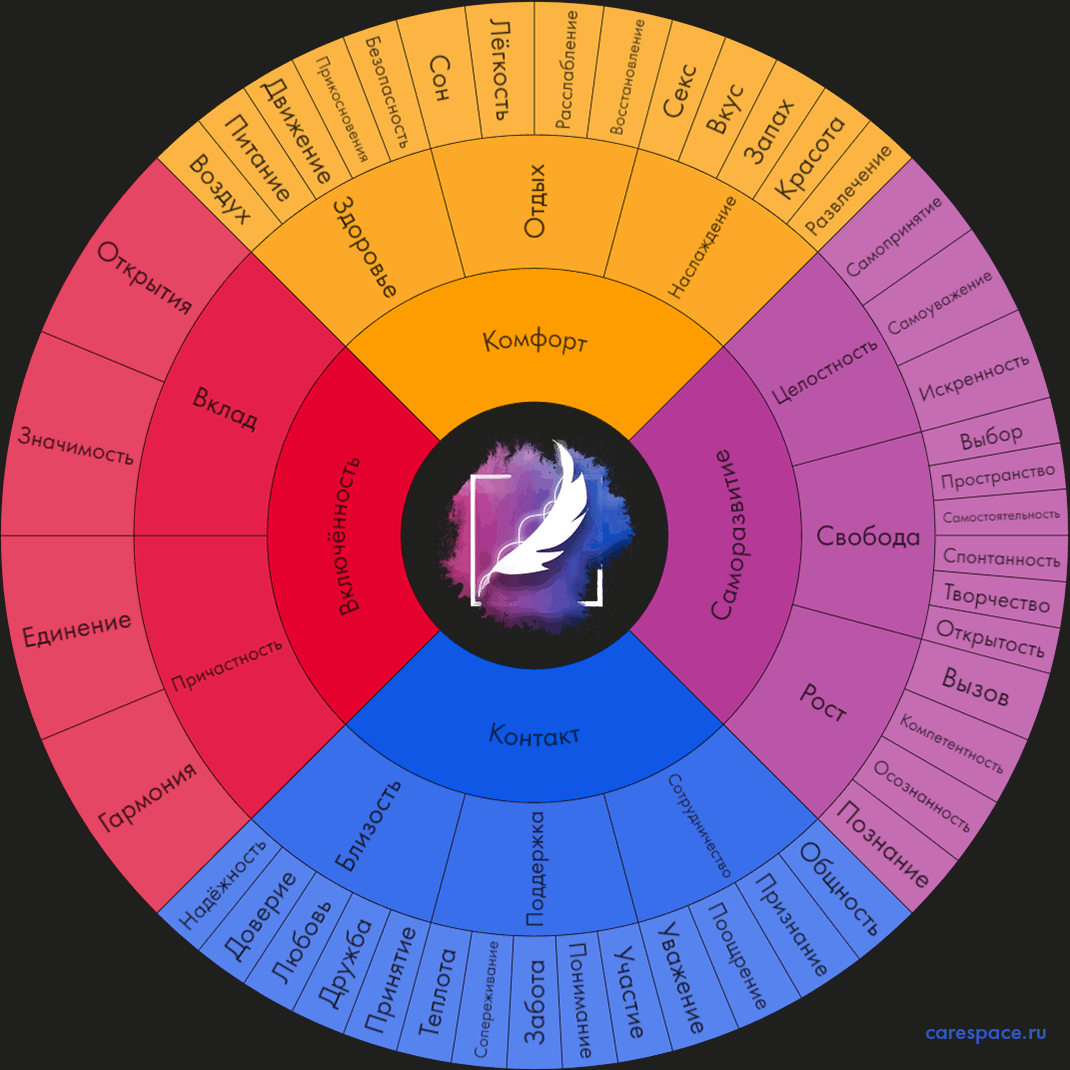 Комфорт
Здоровье
Воздух
Питание
Движение
Прикосновения
Безопасность
Отдых
Сон
Лёгкость
Расслабление
Восстановление
Наслаждение
Секс
Вкус
Запах
Красота
Развлечение
Саморазвитие
Целостность
Самопринятие
Самоуважение
Искренность
Свобода
Выбор
Пространство
Самостоятельность
Спонтанность
Творчество
Открытость
Рост
Вызов
Компетентность
Осознанность
Познание
Контакт
Сотрудничество
Общность
Признание
Поощрение
Уважение
Поддержка
Участие
Понимание
Забота
Сопереживание
Теплота
Близость
Принятие
Дружба
Любовь
Доверие
Надёжность
Включённость
Причастность
Гармония
Единение
Вклад
Значимость
Открытия
carespace.ru